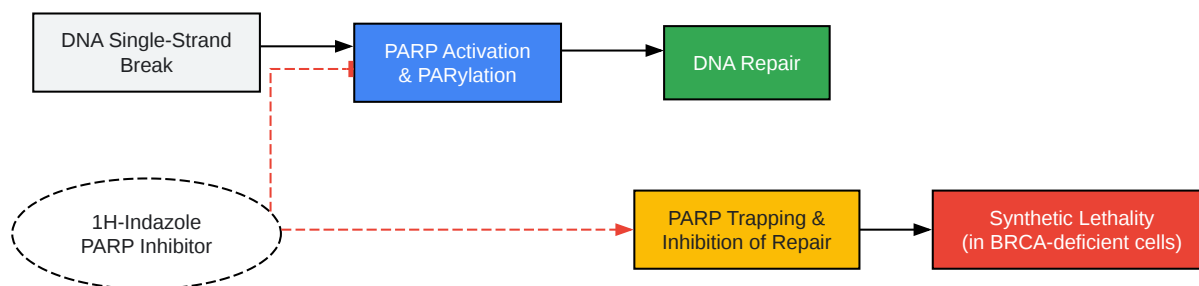 DNA Single-Strand
Break
PARP Activation
& PARylation
DNA Repair
1H-Indazole
PARP Inhibitor
PARP Trapping &
Inhibition of Repair
Synthetic Lethality
(in BRCA-deficient cells)